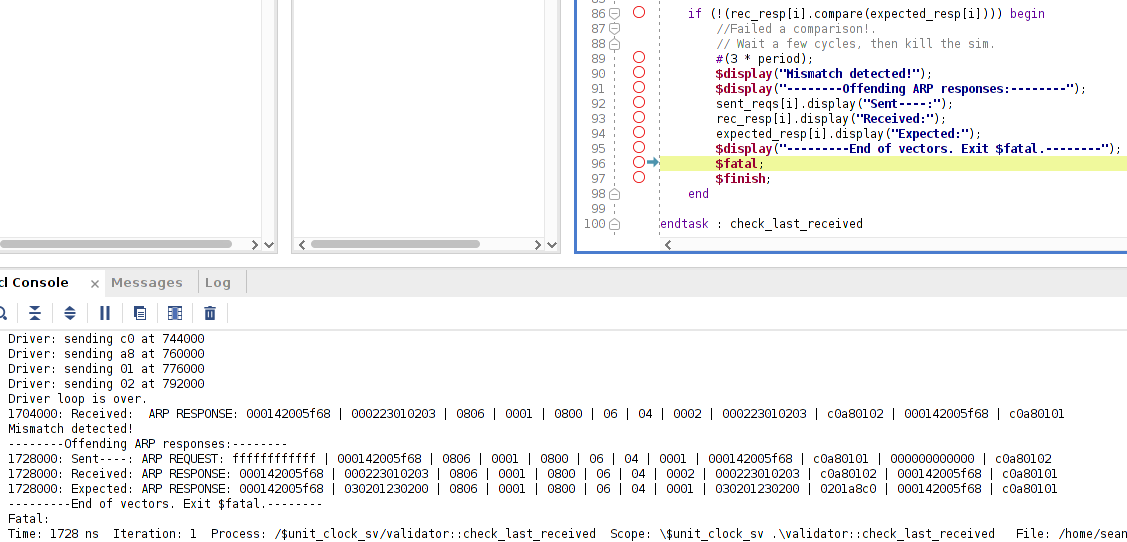 86 if (!(rec_resp[i].compare(expected_resp[i]))) begin
87 //Failed a comparison!.
88 // Wait a few cycles, then kill the sim.
89 #(3 * period);
90 $display("Mismatch detected!");
91 $display("--------Offending ARP responses:--------");
92 sent_reqs[i].display("Sent----:");
93 rec_resp[i].display("Received:");
94 expected_resp[i].display("Expected:");
95 $display("---------End of vectors. Exit $fatal.--------");
96 $fatal;
97 $finish;
98 end
99
100 endtask : check_last_received
cl Console × Messages Log
Driver: sending c0 at 744000
Driver: sending a8 at 760000
Driver: sending 01 at 776000
Driver: sending 02 at 792000
Driver loop is over.
1704000: Received:  ARP RESPONSE: 000142005f68 | 000223010203 | 0806 | 0001 | 0800 | 06 | 04 | 0002 | 000223010203 | c0a80102 | 000142005f68 | c0a80101
Mismatch detected!
--------Offending ARP responses:--------
1728000: Sent----: ARP REQUEST: ffffffffffff | 000142005f68 | 0806 | 0001 | 0800 | 06 | 04 | 0001 | 000142005f68 | c0a80101 | 000000000000 | c0a80102
1728000: Received: ARP RESPONSE: 000142005f68 | 000223010203 | 0806 | 0001 | 0800 | 06 | 04 | 0002 | 000223010203 | c0a80102 | 000142005f68 | c0a80101
1728000: Expected: ARP RESPONSE: 000142005f68 | 030201230200 | 0806 | 0001 | 0800 | 06 | 04 | 0001 | 030201230200 | 0201a8c0 | 000142005f68 | c0a80101
---------End of vectors. Exit $fatal.--------
Fatal:
Time: 1728 ns  Iteration: 1  Process: /$unit_clock_sv/validator::check_last_received  Scope: \$unit_clock_sv .\validator::check_last_received  File: /home/sean